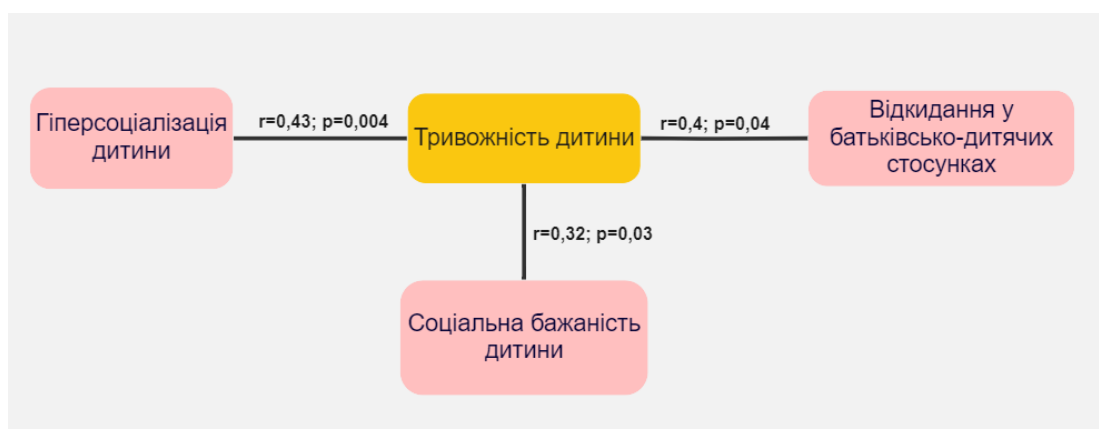 Гіперсоціалізація
дитини
r=0,43; p=0,004
Тривожність дитини
r=0,4; p=0,04
Відкидання у
батьківсько-дитячих
стосунках
r=0,32; p=0,03
Соціальна бажаність
дитини